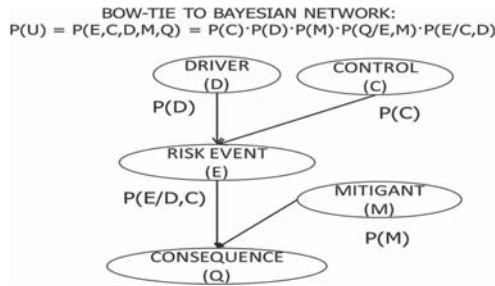 BOW-TIE TO BAYESIAN NETWORK:
P(U) = P(E,C,D,M,Q) = P(C)·P(D)·P(M)·P(Q/E,M)·P(E/C,D)
DRIVER
(D)
CONTROL
(C)
P(D)
P(C)
RISK EVENT
(E)
P(E/D,C)
MITIGANT
(M)
P(M)
CONSEQUENCE
(Q)